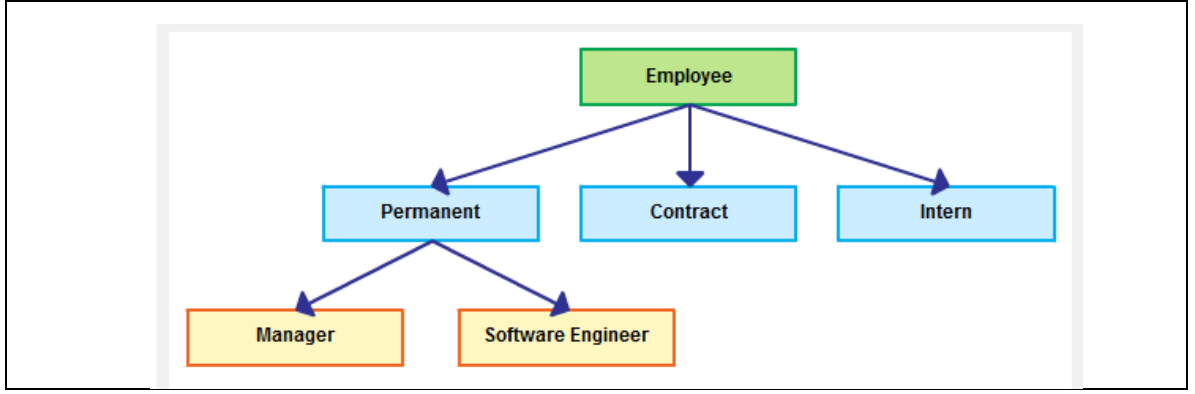 Employee
Permanent
Contract
Intern
Manager
Software Engineer